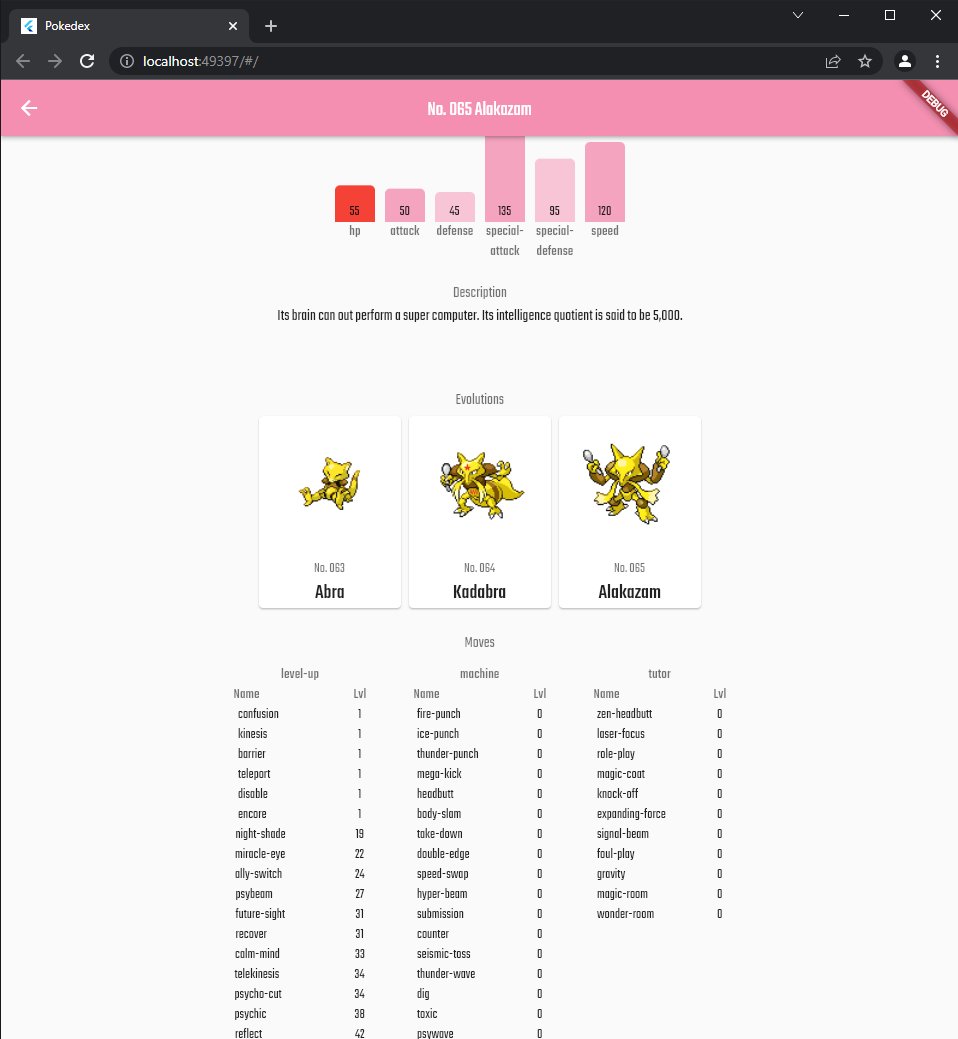 Pokedex
localhost:49397/#/
No. 065 Alakazam
DEBUG
55 50 45 135 95 120
hp attack defense special-attack special-defense speed
Description
Its brain can out perform a super computer. Its intelligence quotient is said to be 5,000.
Evolutions
No. 063 No. 064 No. 065
Abra Kadabra Alakazam
Moves
level-up machine tutor
Name Lvl Name Lvl Name Lvl
confusion 1 fire-punch 0 zen-headbutt 0
kinesis 1 ice-punch 0 laser-focus 0
barrier 1 thunder-punch 0 role-play 0
teleport 1 mega-kick 0 magic-coat 0
disable 1 headbutt 0 knock-off 0
encore 1 body-slam 0 expanding-force 0
night-shade 19 take-down 0 signal-beam 0
miracle-eye 22 double-edge 0 foul-play 0
ally-switch 24 speed-swap 0 gravity 0
psybeam 27 hyper-beam 0 magic-room 0
future-sight 31 submission 0 wonder-room 0
recover 31 counter 0
calm-mind 33 seismic-toss 0
telekinesis 34 thunder-wave 0
psycho-cut 34 dig 0
psychic 38 toxic 0
reflect 42 psywave 0